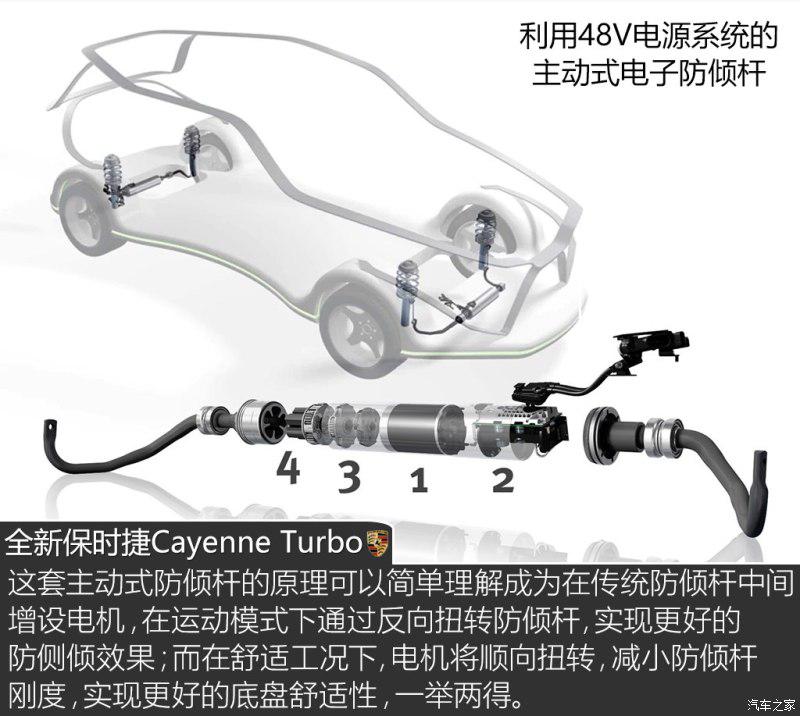 利用48V电源系统的
主动式电子防倾杆
4 3 1 2
全新保时捷Cayenne Turbo
这套主动式防倾杆的原理可以简单理解成为在传统防倾杆中间
增设电机，在运动模式下通过反向扭转防倾杆，实现更好的
防侧倾效果；而在舒适工况下，电机将顺向扭转，减小防倾杆
刚度，实现更好的底盘舒适性，一举两得。
汽车之家